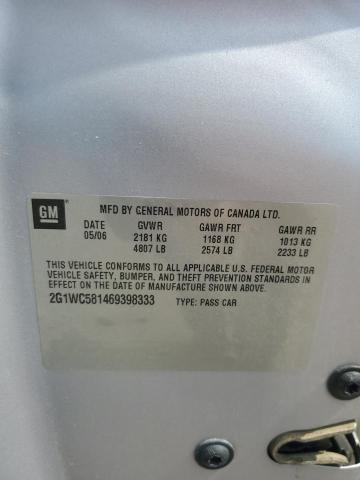 GM
MFD BY GENERAL MOTORS OF CANADA LTD.
DATE GVWR GAWR FRT GAWR RR
05/06 2181 KG 1168 KG 1013 KG
4807 LB 2574 LB 2233 LB
THIS VEHICLE CONFORMS TO ALL APPLICABLE U.S. FEDERAL MOTOR
VEHICLE SAFETY, BUMPER, AND THEFT PREVENTION STANDARDS
IN EFFECT ON THE DATE OF MANUFACTURE SHOWN ABOVE.
2G1WC581469398333 TYPE: PASS CAR